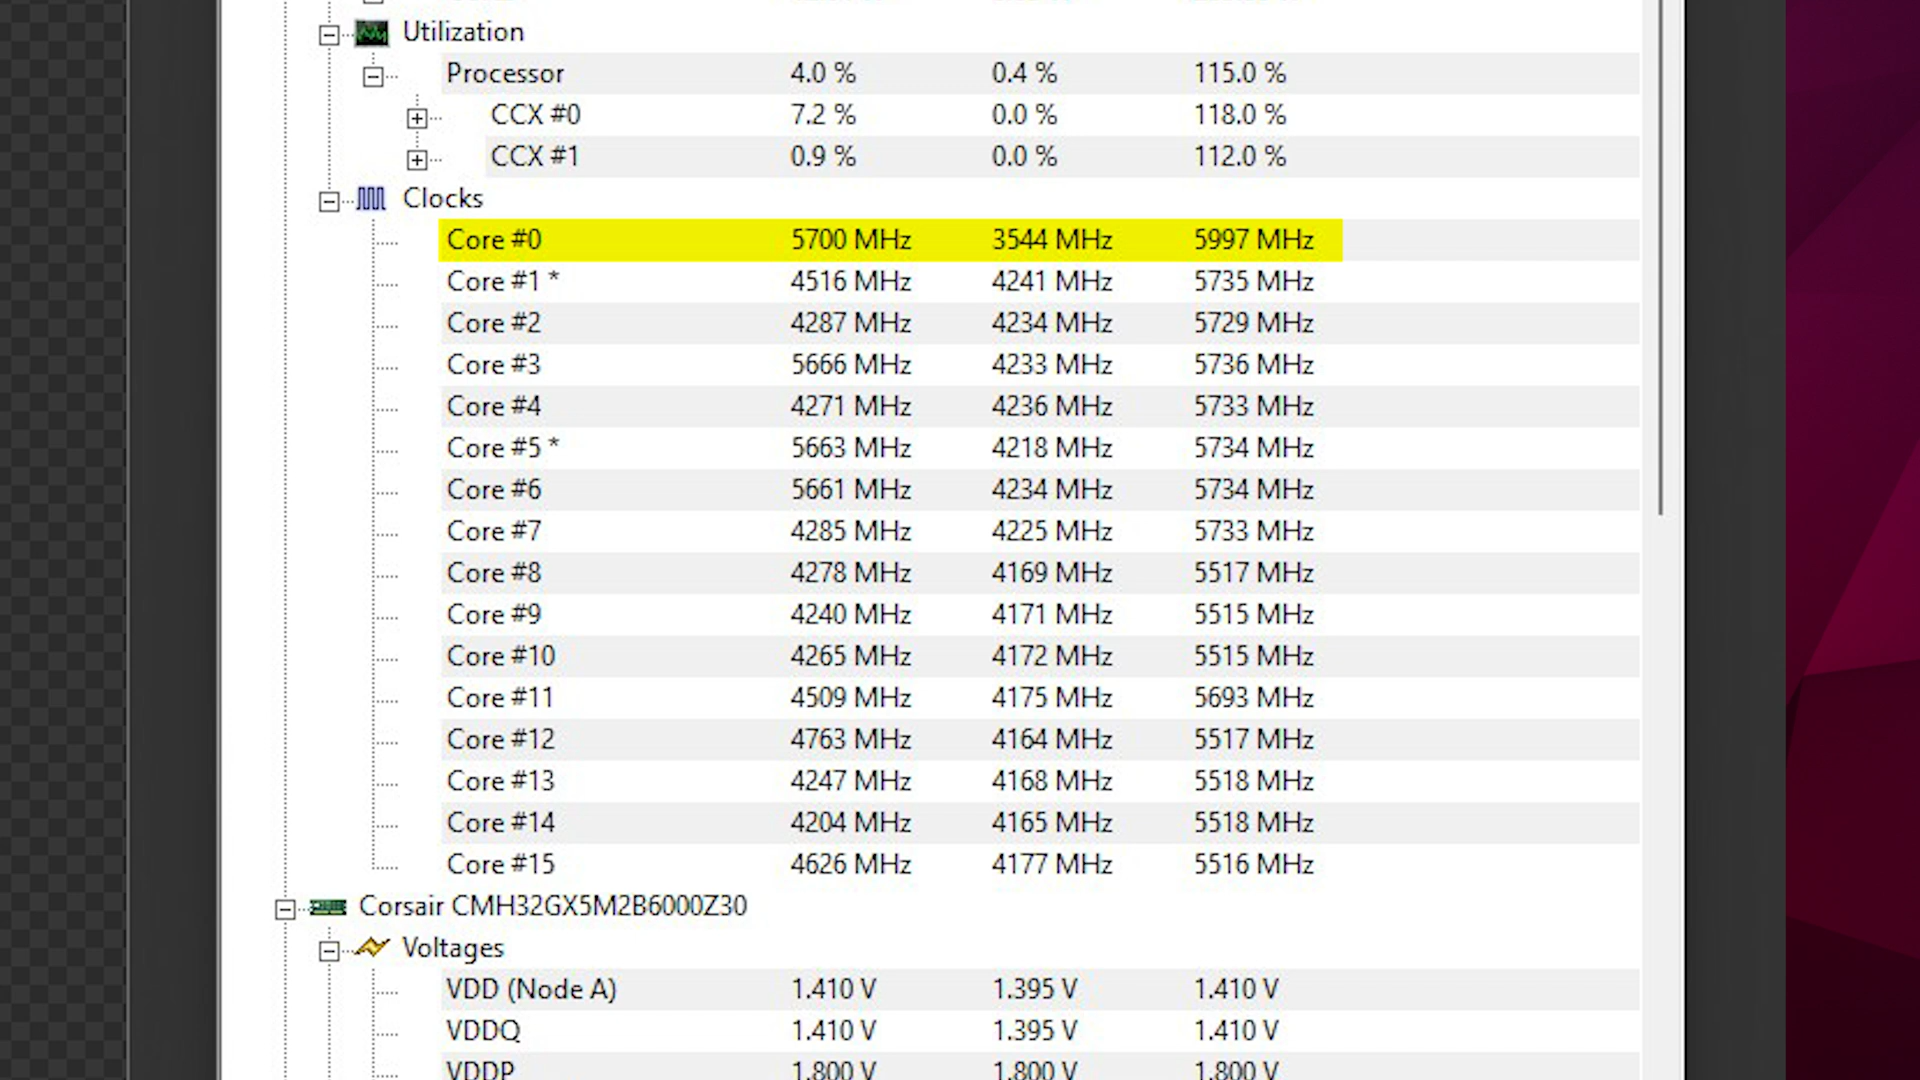 Utilization
Processor 4.0 % 0.4 % 115.0 %
CCX #0 7.2 % 0.0 % 118.0 %
CCX #1 0.9 % 0.0 % 112.0 %
Clocks
Core #0 5700 MHz 3544 MHz 5997 MHz
Core #1 * 4516 MHz 4241 MHz 5735 MHz
Core #2 4287 MHz 4234 MHz 5729 MHz
Core #3 5666 MHz 4233 MHz 5736 MHz
Core #4 4271 MHz 4236 MHz 5733 MHz
Core #5 * 5663 MHz 4218 MHz 5734 MHz
Core #6 5661 MHz 4234 MHz 5734 MHz
Core #7 4285 MHz 4225 MHz 5733 MHz
Core #8 4278 MHz 4169 MHz 5517 MHz
Core #9 4240 MHz 4171 MHz 5515 MHz
Core #10 4265 MHz 4172 MHz 5515 MHz
Core #11 4509 MHz 4175 MHz 5693 MHz
Core #12 4763 MHz 4164 MHz 5517 MHz
Core #13 4247 MHz 4168 MHz 5518 MHz
Core #14 4204 MHz 4165 MHz 5518 MHz
Core #15 4626 MHz 4177 MHz 5516 MHz
Corsair CMH32GX5M2B6000Z30
Voltages
VDD (Node A) 1.410 V 1.395 V 1.410 V
VDDQ 1.410 V 1.395 V 1.410 V
VDDP 1.800 V 1.800 V 1.800 V